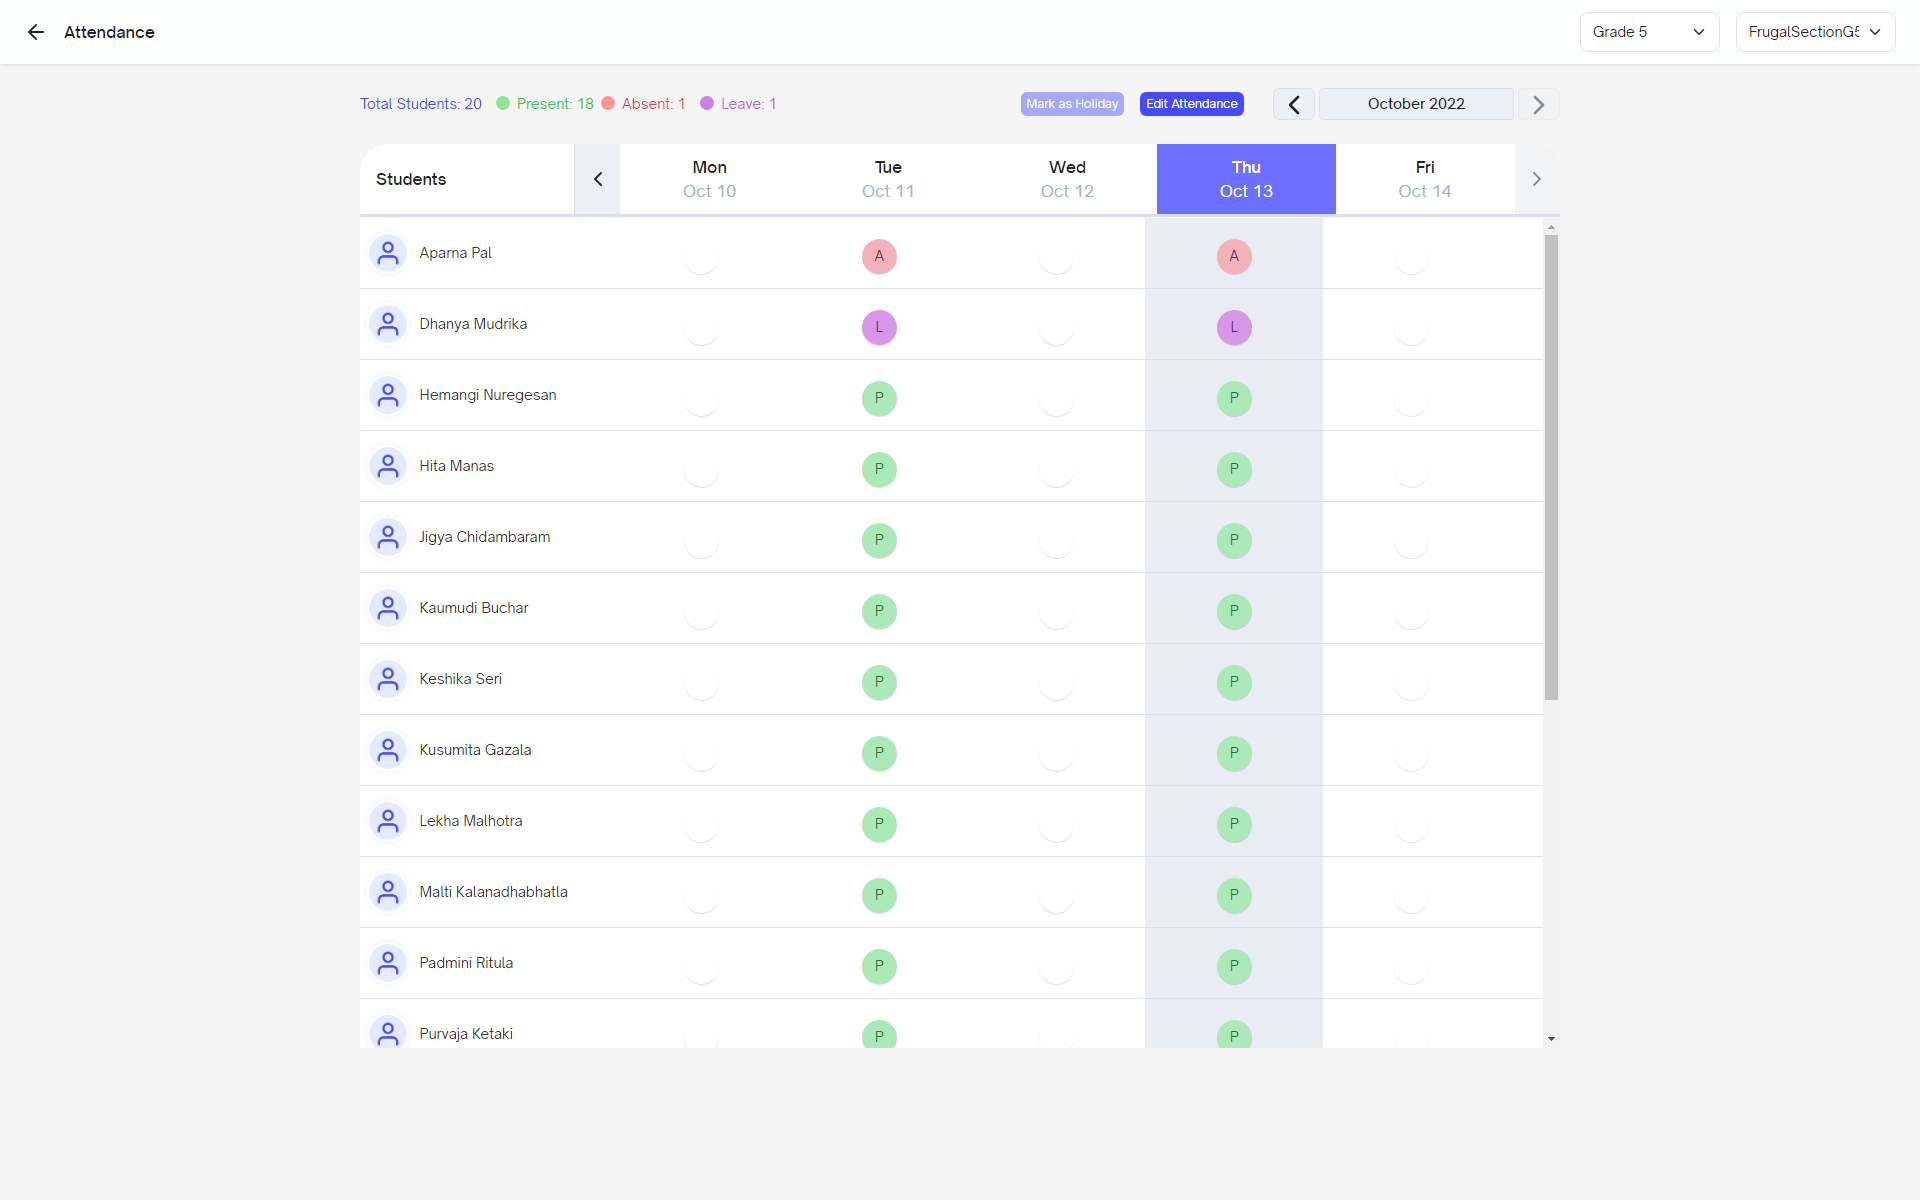 Attendance
Grade 5
FrugalSectionG5
Total Students: 20 Present: 18 Absent: 1 Leave: 1
Mark as Holiday
Edit Attendance
October 2022
Students
Mon
Oct 10
Tue
Oct 11
Wed
Oct 12
Thu
Oct 13
Fri
Oct 14
Aparna Pal A A
Dhanya Mudrika L L
Hemangi Nuregesan P P
Hita Manas P P
Jigya Chidambaram P P
Kaumudi Buchar P P
Keshika Seri P P
Kusumita Gazala P P
Lekha Malhotra P P
Malti Kalanadhabhatla P P
Padmini Ritula P P
Purvaja Ketaki P P